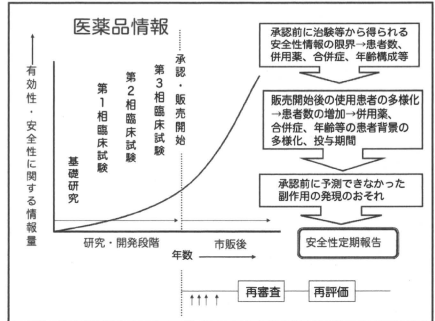 医薬品情報
有効性・安全性に関する情報量
基礎研究
第1相臨床試験
第2相臨床試験
第3相臨床試験
承認・販売開始
研究・開発段階
市販後
年数
再審査
再評価
承認前に治験等から得られる
安全性情報の限界→患者数、
併用薬、合併症、年齢構成等
販売開始後の使用患者の多様化
→患者数の増加→併用薬、
合併症、年齢等の患者背景の
多様化、投与期間
承認前に予測できなかった
副作用の発現のおそれ
安全性定期報告